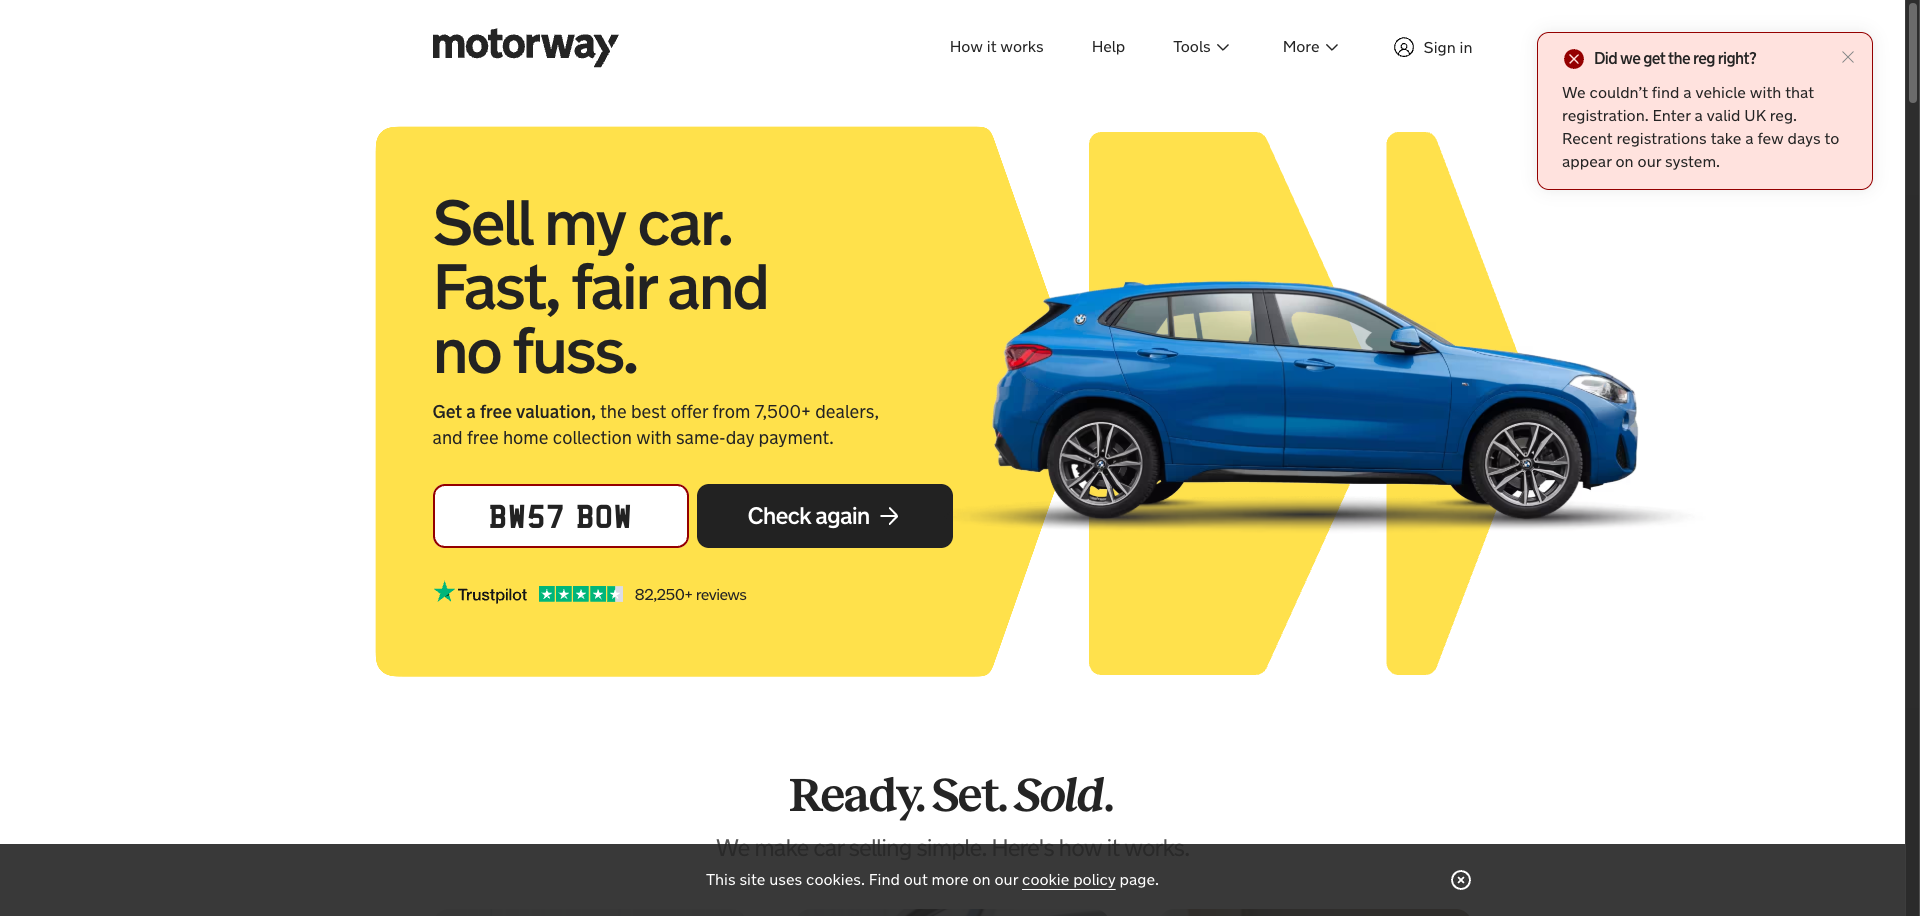 motorway
How it works
Help
Tools
More
Sign in
Did we get the reg right?
We couldn't find a vehicle with that
registration. Enter a valid UK reg.
Recent registrations take a few days to
appear on our system.
Sell my car.
Fast, fair and
no fuss.
Get a free valuation, the best offer from 7,500+ dealers,
and free home collection with same-day payment.
BW57 BOW
Check again
Trustpilot
82,250+ reviews
Ready. Set. Sold.
We make car selling simple. Here's how it works.
This site uses cookies. Find out more on our cookie policy page.